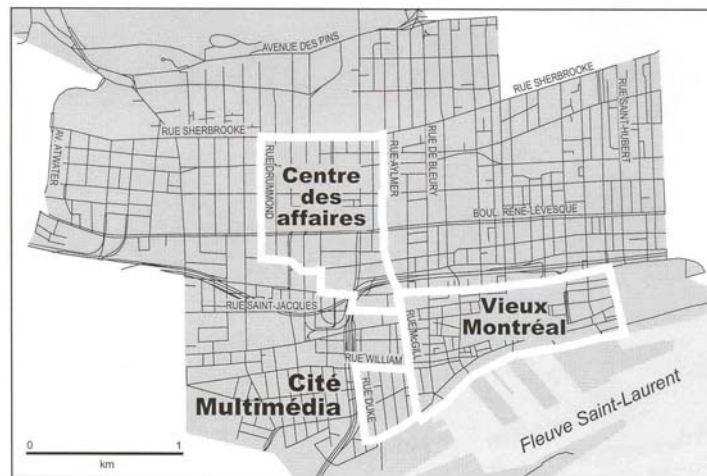 AVENUE DES PINS
RUE SHERBROOKE
RUE SAINT-HUBERT
RUE SHERBROOKE
AV. ATWATER
RUE DRUMMOND
Centre
des
affaires
RUE AYLMER
RUE DE BLEURY
BOUL. RENÉ-LÉVESQUE
RUE SAINT-JACQUES
RUE McGILL
Vieux
Montréal
RUE WILLIAM
Cité
Multimédia
RUE DUKE
Fleuve Saint-Laurent
0 1
km